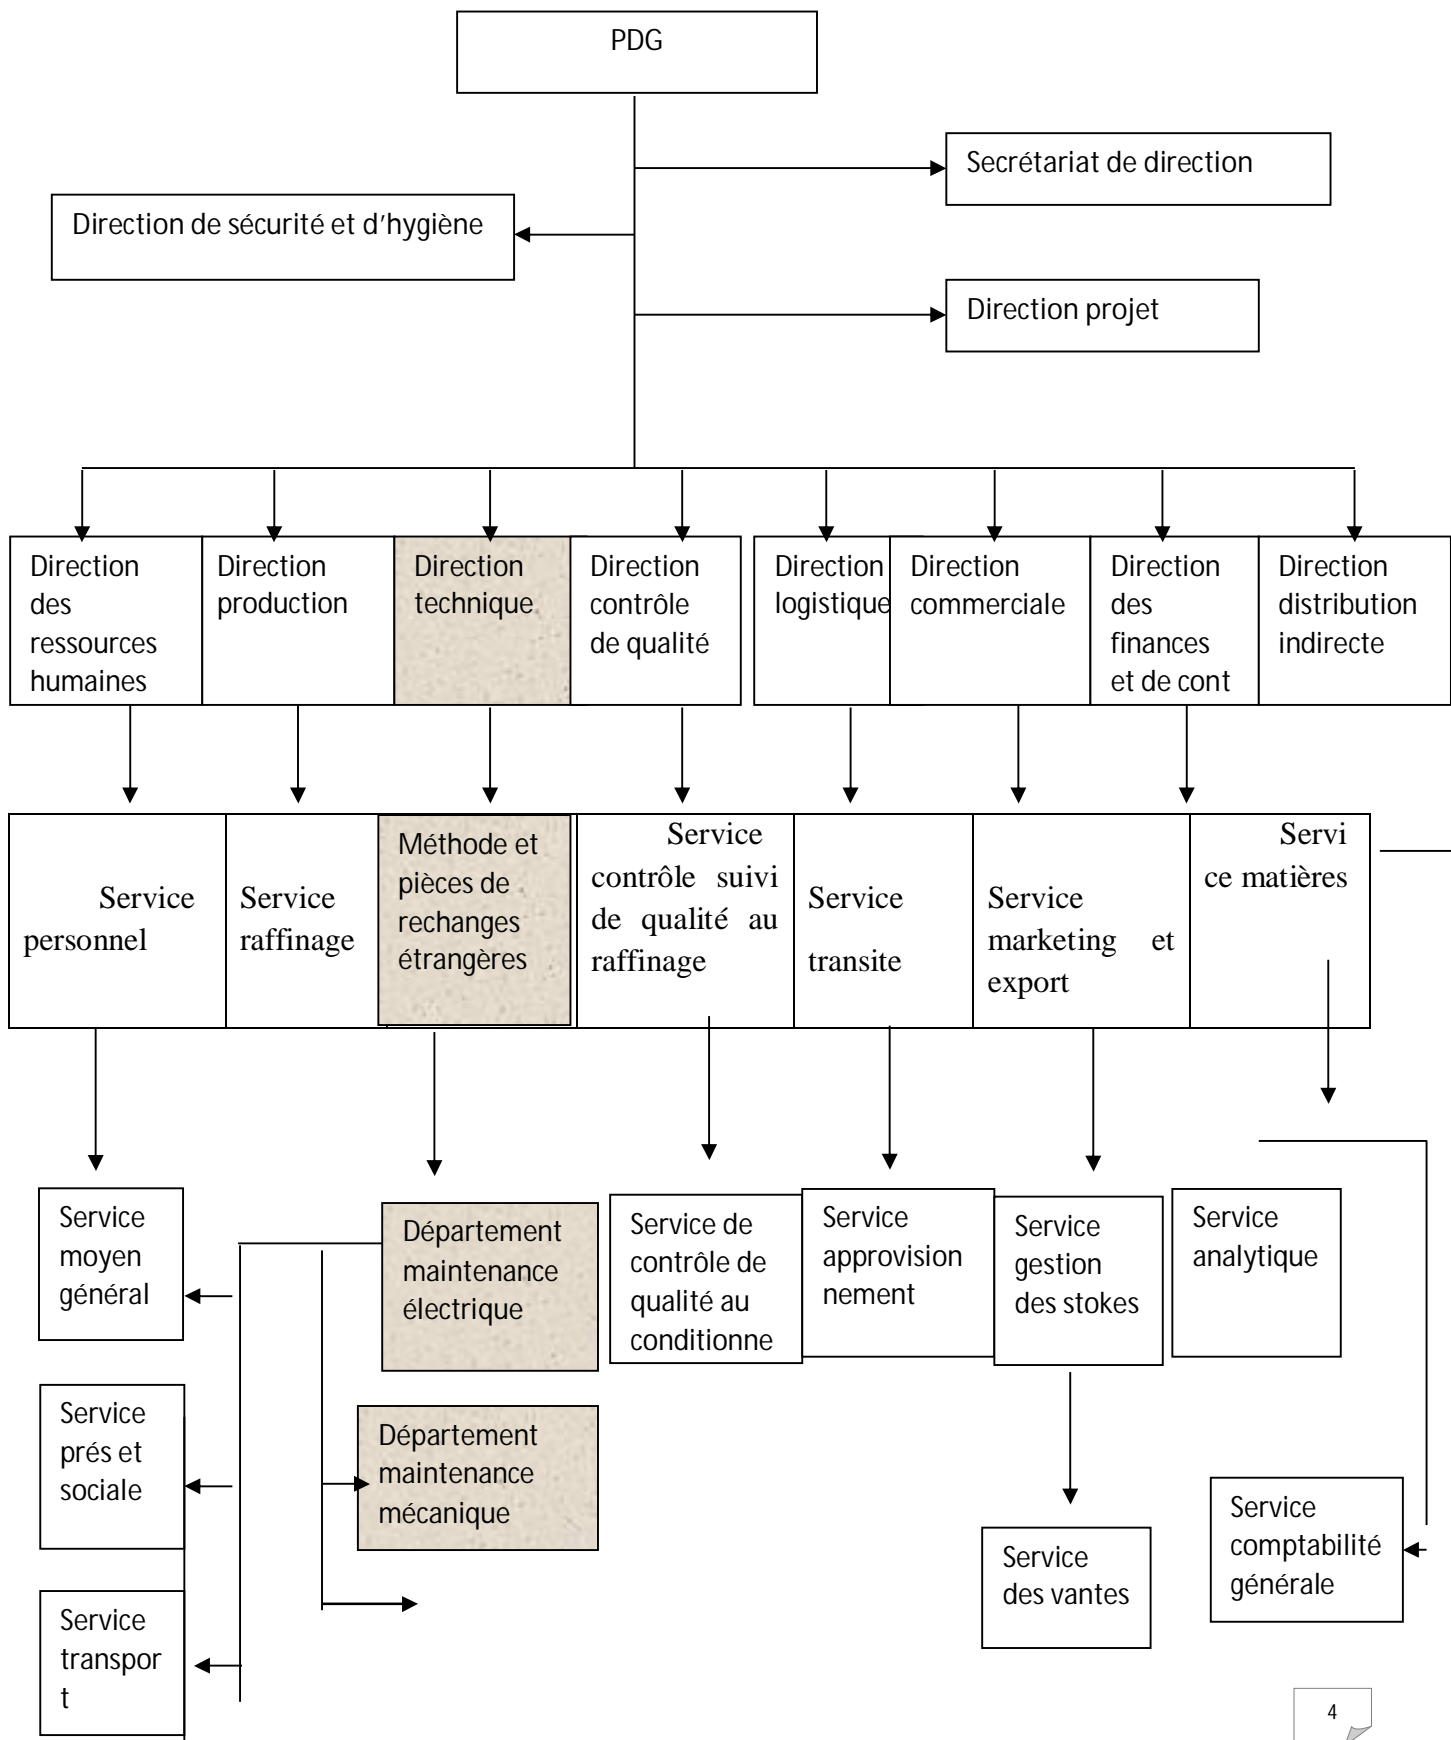 PDG
Secrétariat de direction
Direction de sécurité et d'hygiène
Direction projet
Direction
des
ressources
humaines
Direction
production
Direction
technique
Direction
contrôle
de qualité
Direction
logistique
Direction
commerciale
Direction
des
finances
et de cont
Direction
distribution
indirecte
Service
personnel
Service
raffinage
Méthode et
pièces de
rechanges
étrangères
Service
contrôle suivi
de qualité au
raffinage
Service
transite
Service
marketing et
export
Servi
ce matières
Service
moyen
général
Département
maintenance
électrique
Service de
contrôle de
qualité au
conditionne
Service
approvision
nement
Service
gestion
des stokes
Service
analytique
Service
prés et
sociale
Département
maintenance
mécanique
Service
des vantes
Service
comptabilité
générale
Service
transpor
t
4